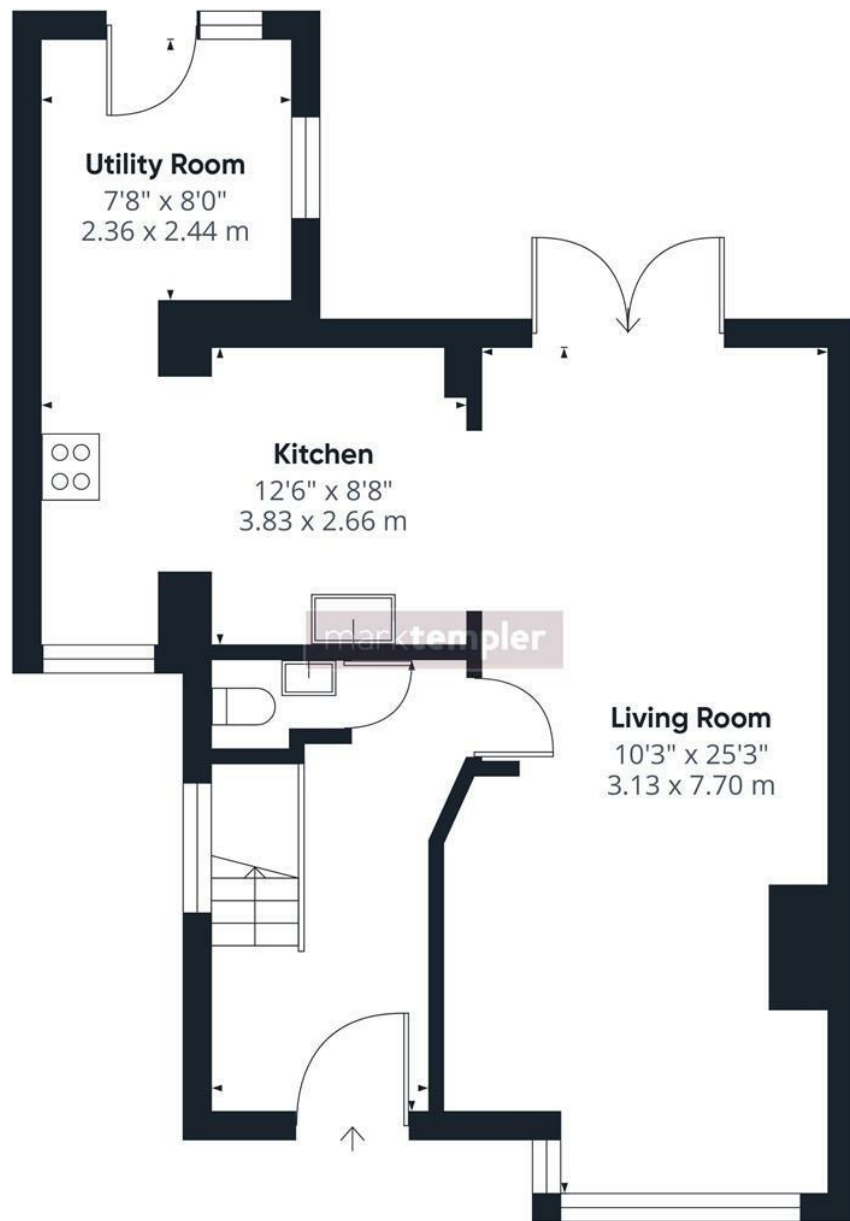 Utility Room
7'8" x 8'0"
2.36 x 2.44 m
Kitchen
12'6" x 8'8"
3.83 x 2.66 m
marktempler
Living Room
10'3" x 25'3"
3.13 x 7.70 m